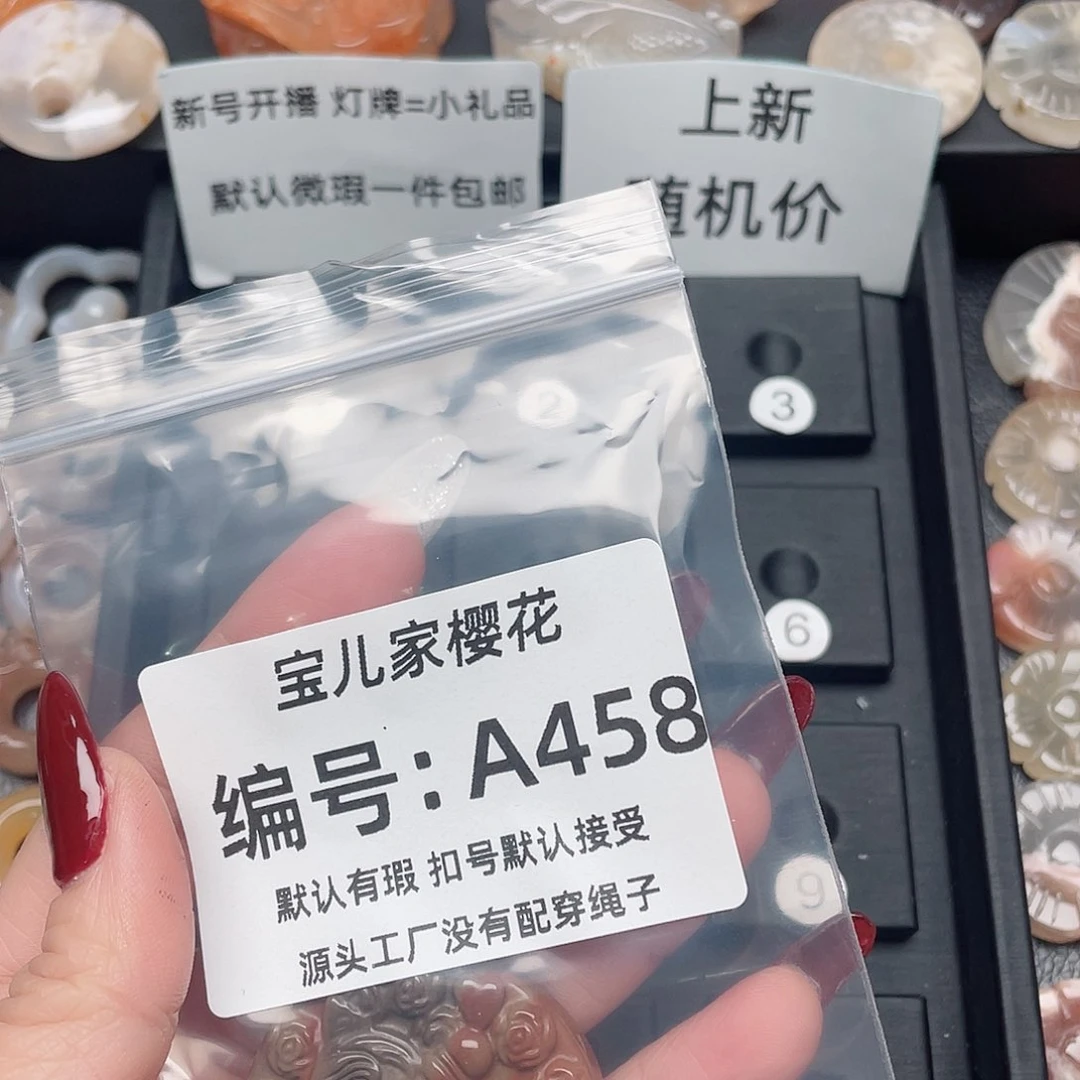 新号开播 灯牌=小礼品
默认微瑕一件包邮
上新
随机价
2
3
6
9
宝儿家樱花
编号：A458
默认有瑕 扣号默认接受
源头工厂没有配穿绳子